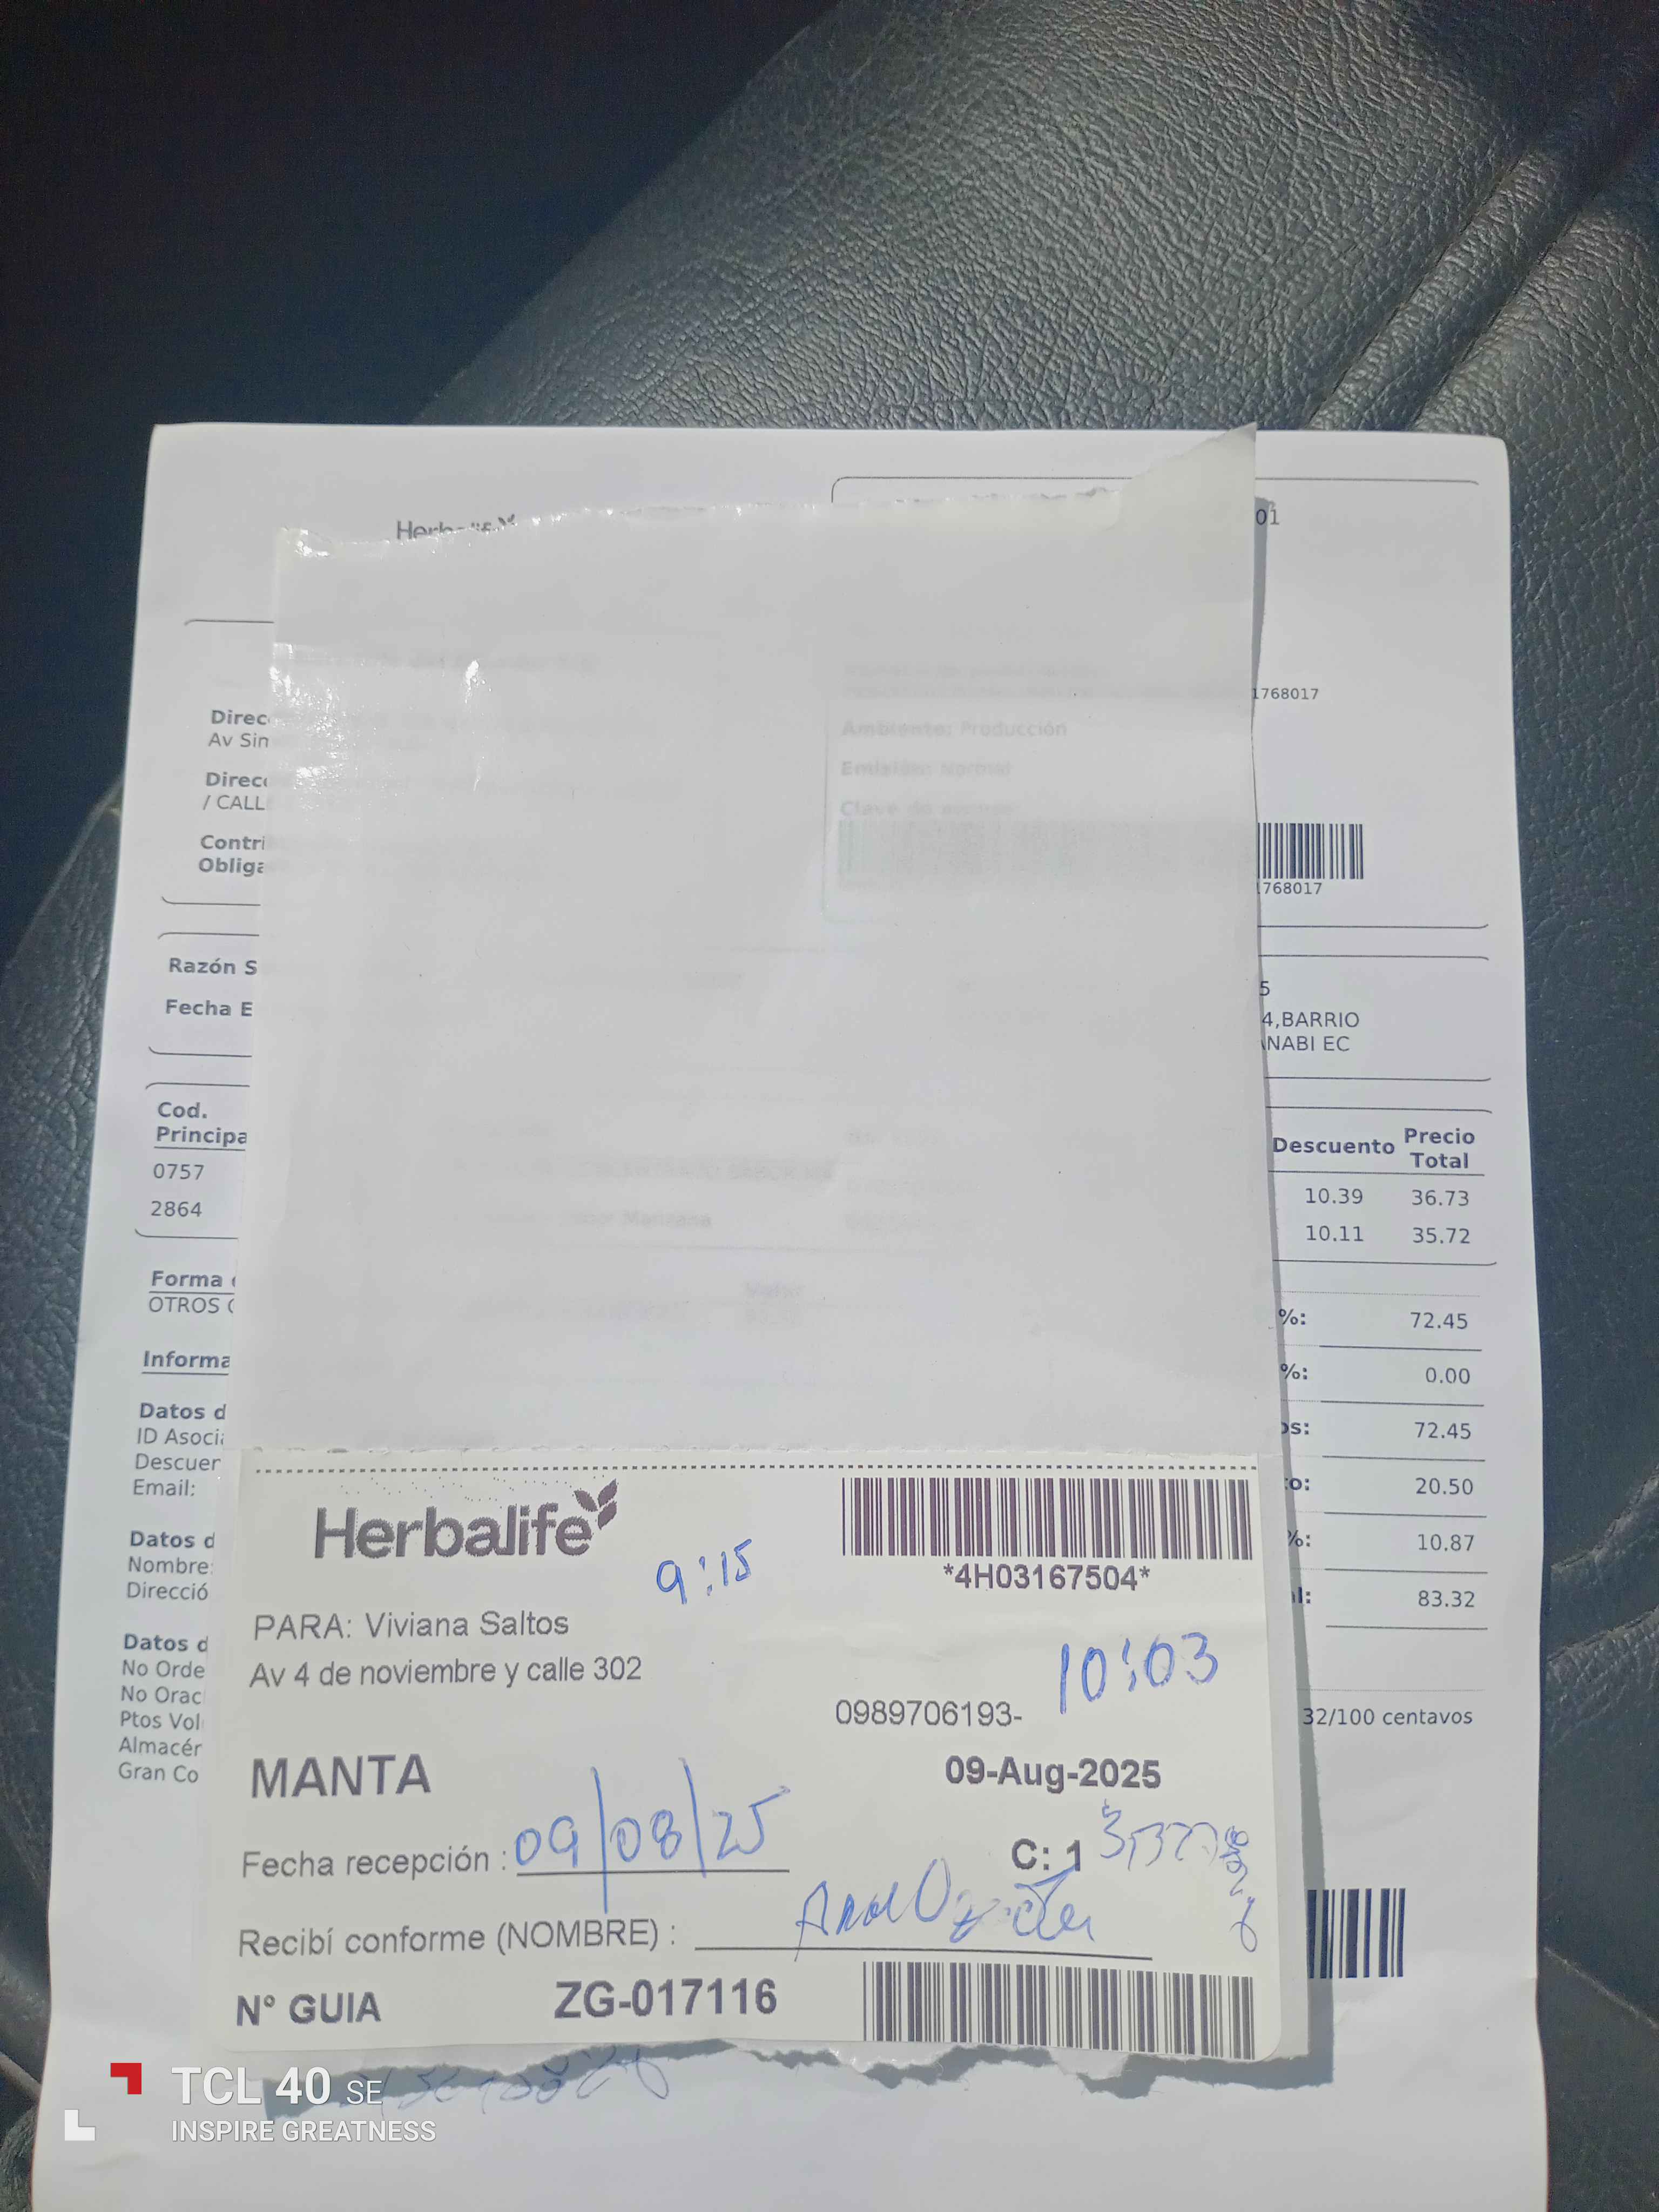 01
1768017
Direc
Av Sin
Direc
/ CALL
Contri
Obliga
Ambiente: Producción
Emisión: Normal
Clave de acceso
1768017
Razón S
5
Fecha E
4,BARRIO
NABI EC
Cod.
Principa
Descuento Precio
Total
0757
10.39 36.73
2864
10.11 35.72
Forma
OTROS
%: 72.45
Informa
%: 0.00
Datos d
os: 72.45
ID Asoci
Descuen
Email:
o: 20.50
Datos d
%: 10.87
Nombre:
Direcció
l: 83.32
Datos d
No Orde
No Orac
Ptos Vol
32/100 centavos
Almacén
Gran Co
Herbalife
9:15
*4H03167504*
PARA: Viviana Saltos
Av 4 de noviembre y calle 302
10:03
0989706193-
MANTA
09-Aug-2025
Fecha recepción : 09/08/25
C: 1
Recibí conforme (NOMBRE) :
N° GUIA ZG-017116
TCL 40 SE
INSPIRE GREATNESS